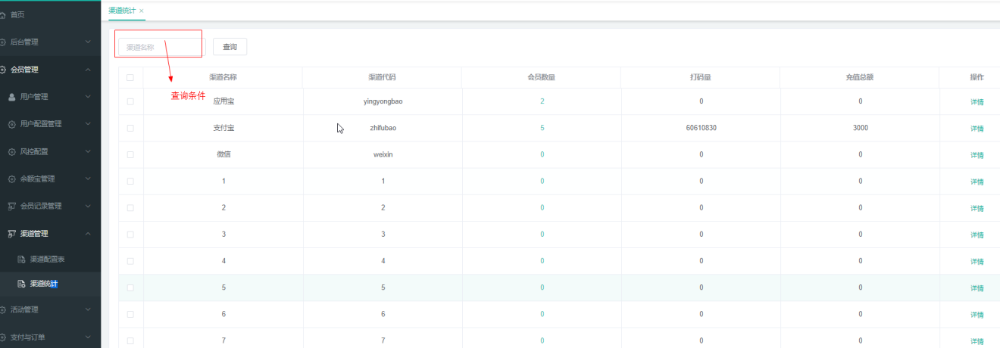 首页
后台管理
会员管理
用户管理
用户配置管理
风控配置
余额宝管理
会员记录管理
渠道管理
渠道配置表
渠道统计
活动管理
支付与订单
渠道统计 ×
渠道名称 查询
查询条件
渠道名称 渠道代码 会员数量 打码量 充值总额 操作
应用宝 yingyongbao 2 0 0 详情
支付宝 zhifubao 5 60610830 3000 详情
微信 weixin 0 0 0 详情
1 1 0 0 0 详情
2 2 0 0 0 详情
3 3 0 0 0 详情
4 4 0 0 0 详情
5 5 0 0 0 详情
6 6 0 0 0 详情
7 7 0 0 0 详情